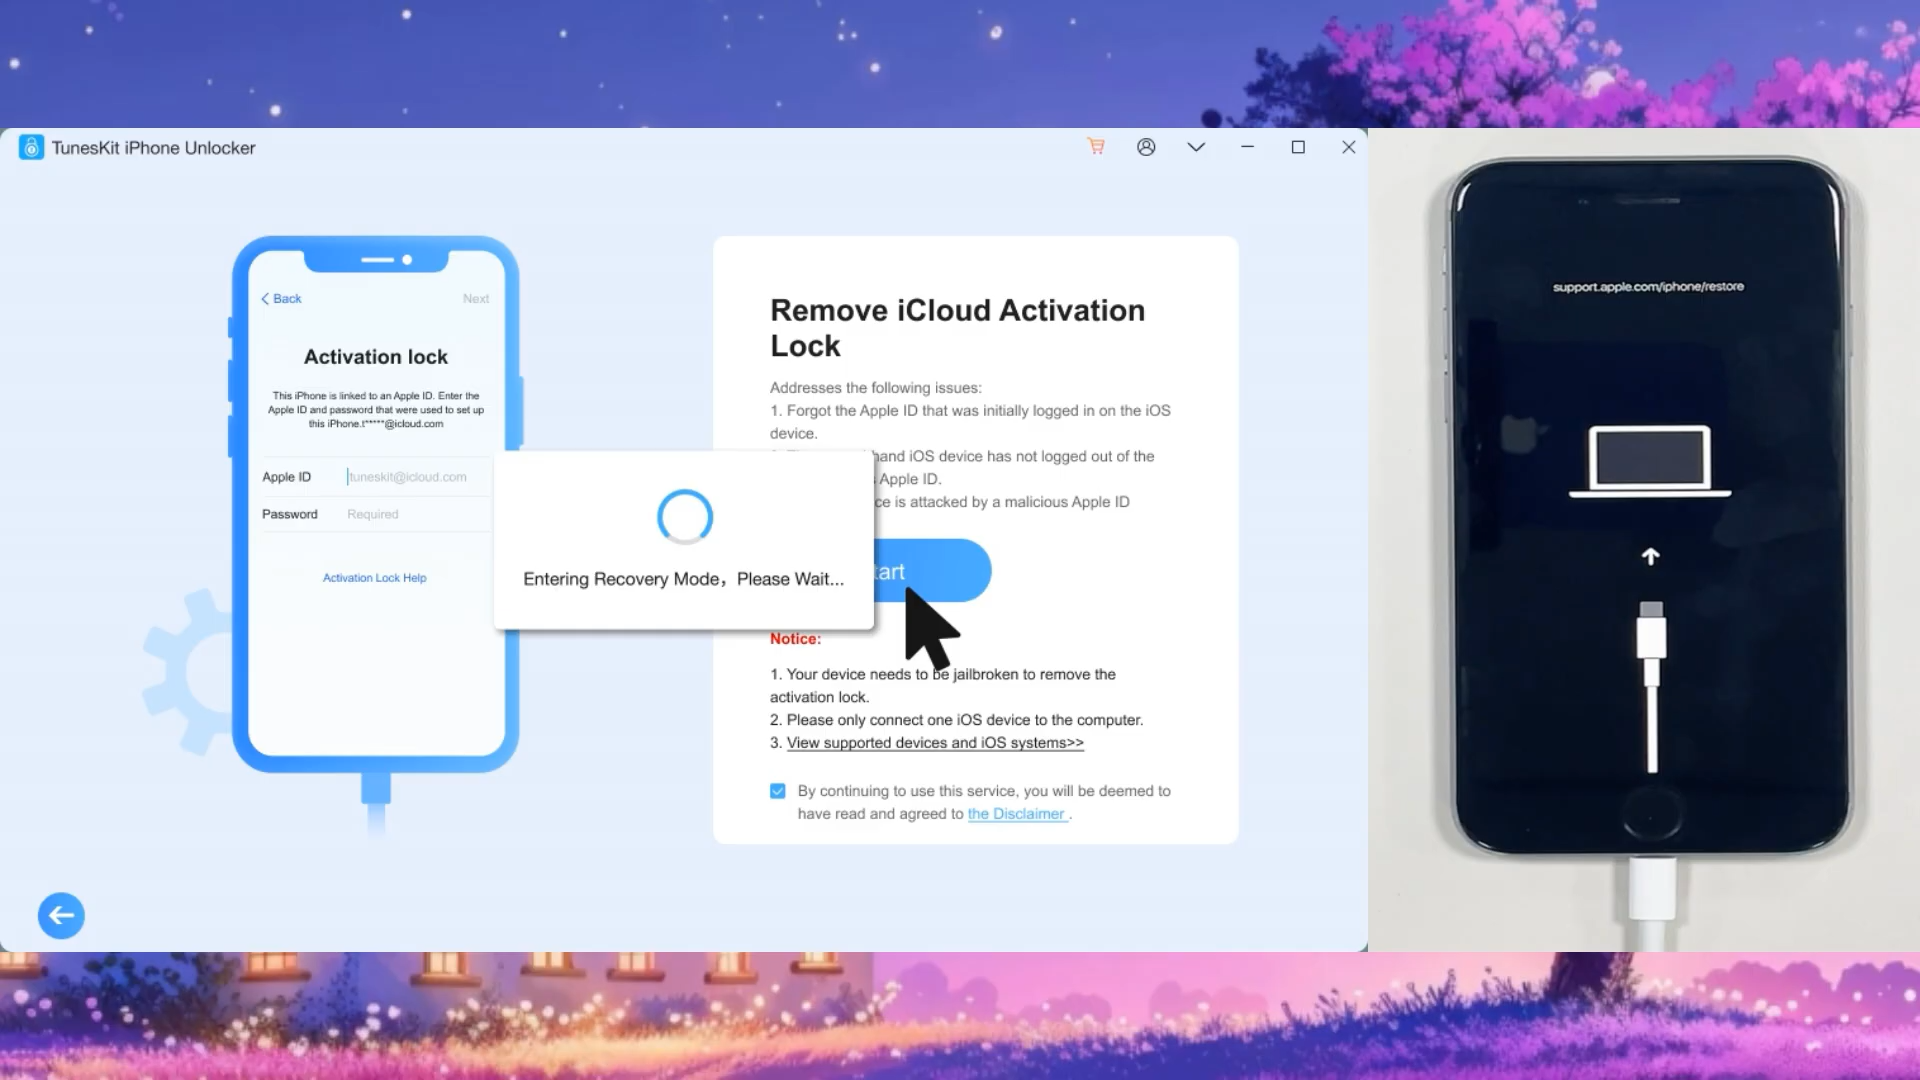 TunesKit iPhone Unlocker
Back
Next
Activation lock
This iPhone is linked to an Apple ID. Enter the
Apple ID and password that were used to set up
this iPhone.t*****@icloud.com
Apple ID
tuneskit@icloud.com
Password
Required
Activation Lock Help
Entering Recovery Mode，Please Wait...
Remove iCloud Activation
Lock
Addresses the following issues:
1. Forgot the Apple ID that was initially logged in on the iOS
device.
hand iOS device has not logged out of the
Apple ID.
is attacked by a malicious Apple ID
Notice:
1. Your device needs to be jailbroken to remove the
activation lock.
2. Please only connect one iOS device to the computer.
3. View supported devices and iOS systems>>
By continuing to use this service, you will be deemed to
have read and agreed to the Disclaimer .
support.apple.com/iphone/restore